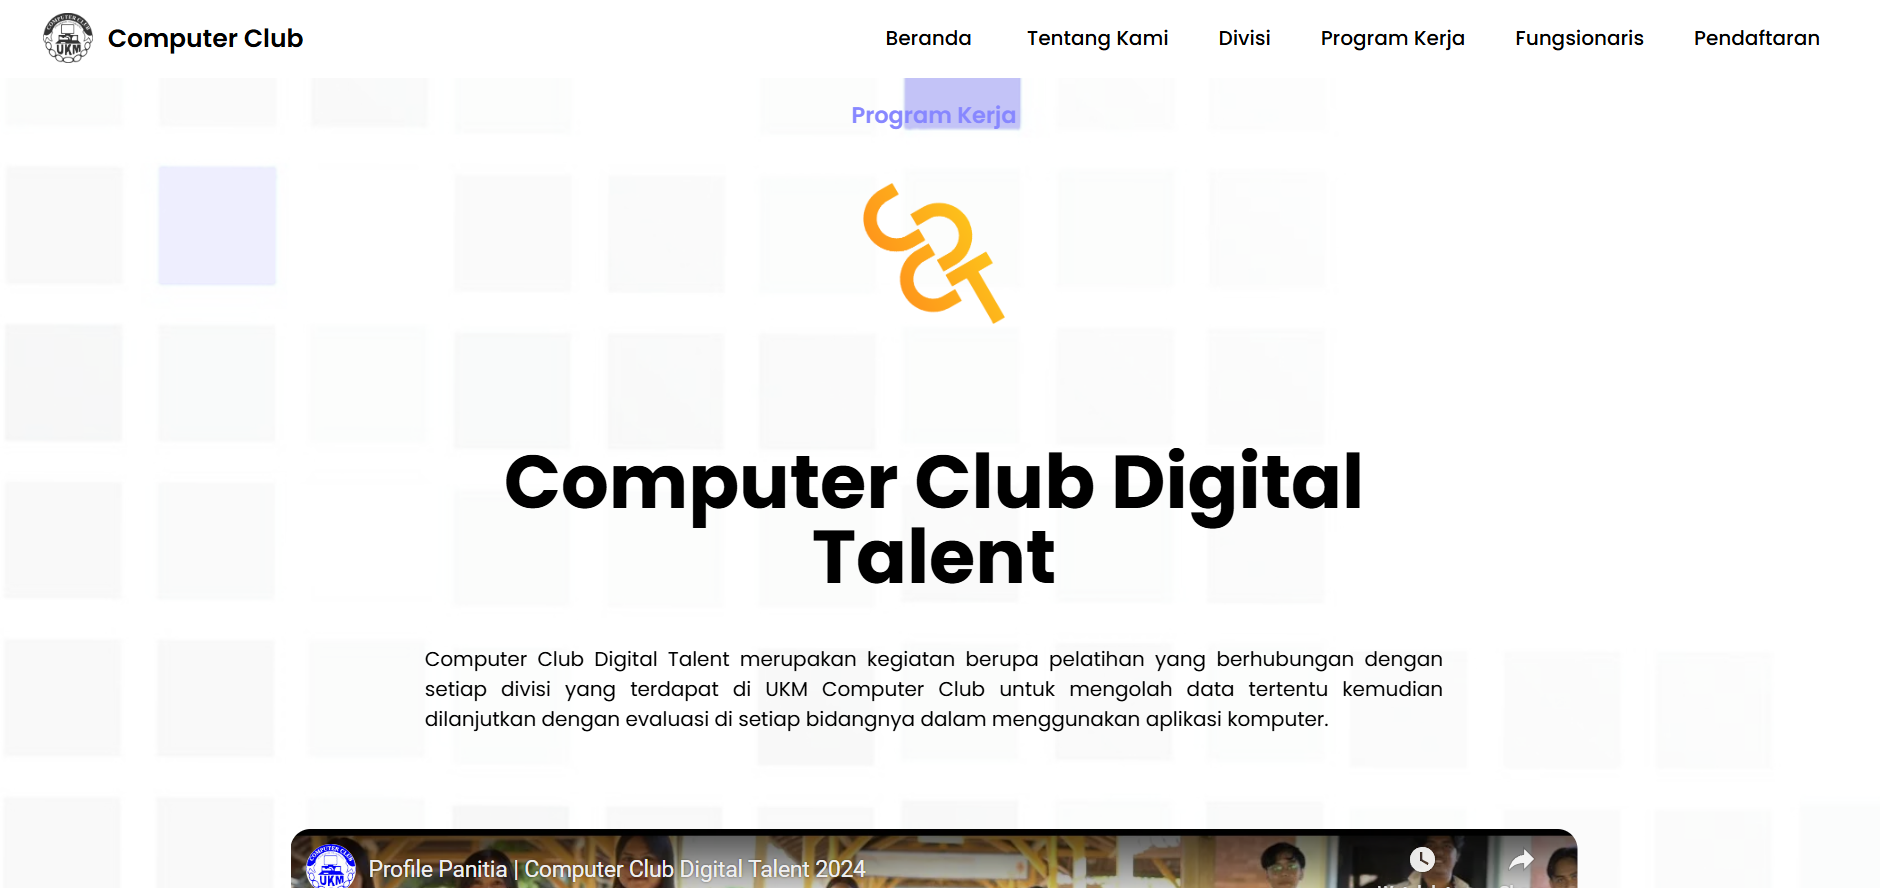 Computer Club
Beranda
Tentang Kami
Divisi
Program Kerja
Fungsionaris
Pendaftaran
Program Kerja
Computer Club Digital
Talent
Computer Club Digital Talent merupakan kegiatan berupa pelatihan yang berhubungan dengan
setiap divisi yang terdapat di UKM Computer Club untuk mengolah data tertentu kemudian
dilanjutkan dengan evaluasi di setiap bidangnya dalam menggunakan aplikasi komputer.
Profile Panitia | Computer Club Digital Talent 2024